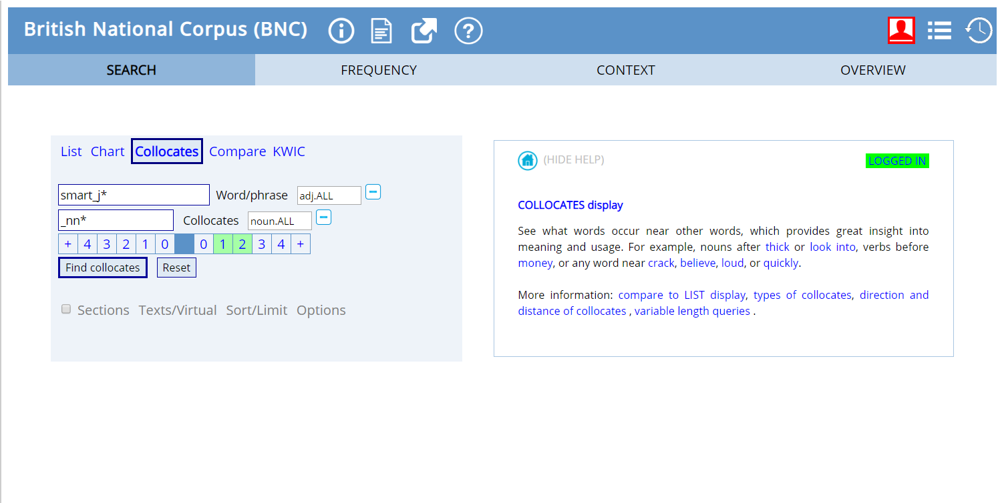 British National Corpus (BNC)
SEARCH FREQUENCY CONTEXT OVERVIEW
List Chart Collocates Compare KWIC
smart_j* Word/phrase adj.ALL
_nn* Collocates noun.ALL
+ 4 3 2 1 0 0 1 2 3 4 +
Find collocates Reset
Sections Texts/Virtual Sort/Limit Options
(HIDE HELP) LOGGED IN
COLLOCATES display
See what words occur near other words, which provides great insight into
meaning and usage. For example, nouns after thick or look into, verbs before
money, or any word near crack, believe, loud, or quickly.
More information: compare to LIST display, types of collocates, direction and
distance of collocates , variable length queries .